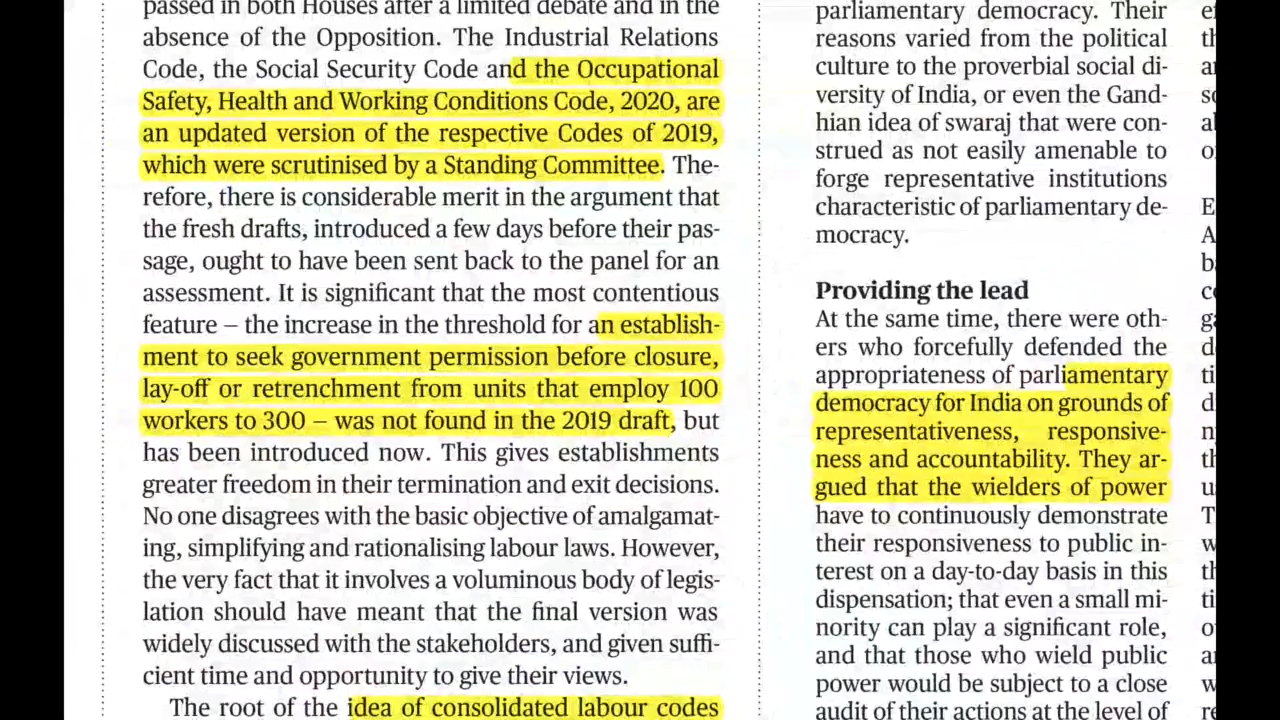 passed in both Houses after a limited debate and in the
absence of the Opposition. The Industrial Relations
Code, the Social Security Code and the Occupational
Safety, Health and Working Conditions Code, 2020, are
an updated version of the respective Codes of 2019,
which were scrutinised by a Standing Committee. The-
refore, there is considerable merit in the argument that
the fresh drafts, introduced a few days before their pas-
sage, ought to have been sent back to the panel for an
assessment. It is significant that the most contentious
feature – the increase in the threshold for an establish-
ment to seek government permission before closure,
lay-off or retrenchment from units that employ 100
workers to 300 – was not found in the 2019 draft, but
has been introduced now. This gives establishments
greater freedom in their termination and exit decisions.
No one disagrees with the basic objective of amalgamat-
ing, simplifying and rationalising labour laws. However,
the very fact that it involves a voluminous body of legis-
lation should have meant that the final version was
widely discussed with the stakeholders, and given suffi-
cient time and opportunity to give their views.
The root of the idea of consolidated labour codes
parliamentary democracy. Their
reasons varied from the political
culture to the proverbial social di-
versity of India, or even the Gand-
hian idea of swaraj that were con-
strued as not easily amenable to
forge representative institutions
characteristic of parliamentary de-
mocracy.
Providing the lead
At the same time, there were oth-
ers who forcefully defended the
appropriateness of parliamentary
democracy for India on grounds of
representativeness, responsive-
ness and accountability. They ar-
gued that the wielders of power
have to continuously demonstrate
their responsiveness to public in-
terest on a day-to-day basis in this
dispensation; that even a small mi-
nority can play a significant role,
and that those who wield public
power would be subject to a close
audit of their actions at the level of